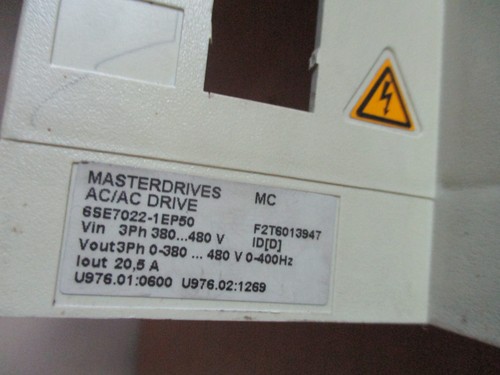 MASTERDRIVES MC
AC/AC DRIVE
6SE7022-1EP50 F2T6013947
Vin 3Ph 380...480 V ID[D]
Vout3Ph 0-380 ... 480 V 0-400Hz
Iout 20,5 A
U976.01:0600 U976.02:1269